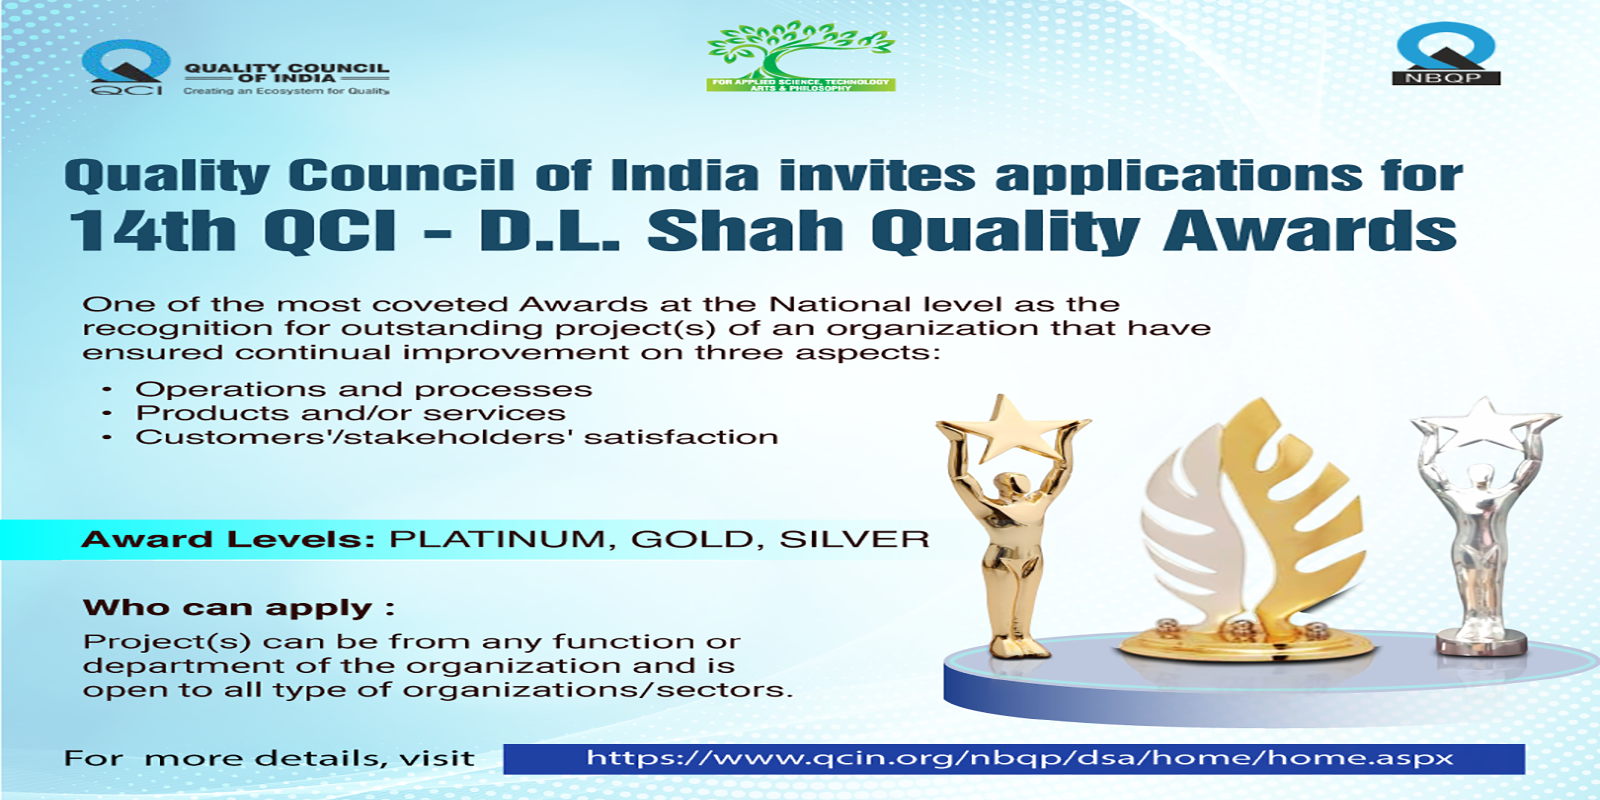 QCI
QUALITY COUNCIL
OF INDIA
Creating an Ecosystem for Quality
FOR APPLIED SCIENCE, TECHNOLOGY
ARTS & PHILOSOPHY
NBQP
Quality Council of India invites applications for
14th QCI - D.L. Shah Quality Awards
One of the most coveted Awards at the National level as the
recognition for outstanding project(s) of an organization that have
ensured continual improvement on three aspects:
• Operations and processes
• Products and/or services
• Customers'/stakeholders' satisfaction
Award Levels: PLATINUM, GOLD, SILVER
Who can apply :
Project(s) can be from any function or
department of the organization and is
open to all type of organizations/sectors.
For more details, visit https://www.qcin.org/nbqp/dsa/home/home.aspx